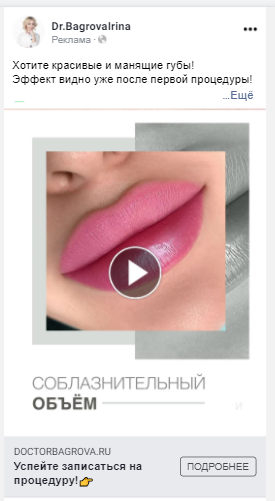 Dr.BagrovaIrina
Реклама ·
Хотите красивые и манящие губы!
Эффект видно уже после первой процедуры!
...Ещё
СОБЛАЗНИТЕЛЬНЫЙ
ОБЪЁМ
и
DOCTORBAGROVA.RU
Успейте записаться на
процедуру!👉
ПОДРОБНЕЕ